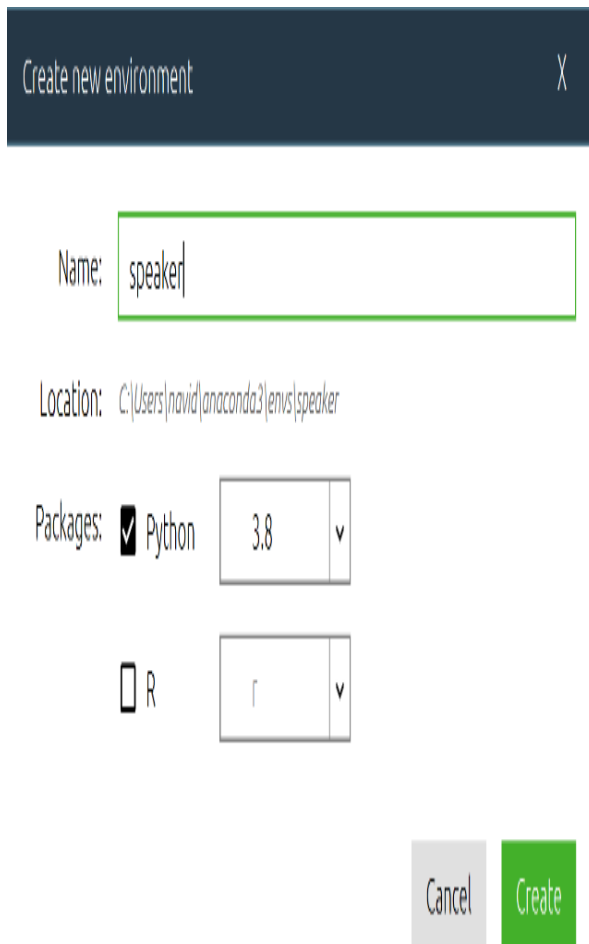 Create new environment X
Name: speaker
Location: C:\Users\navid\anaconda3\envs\speaker
Packages: Python 3.8
R r
Cancel Create